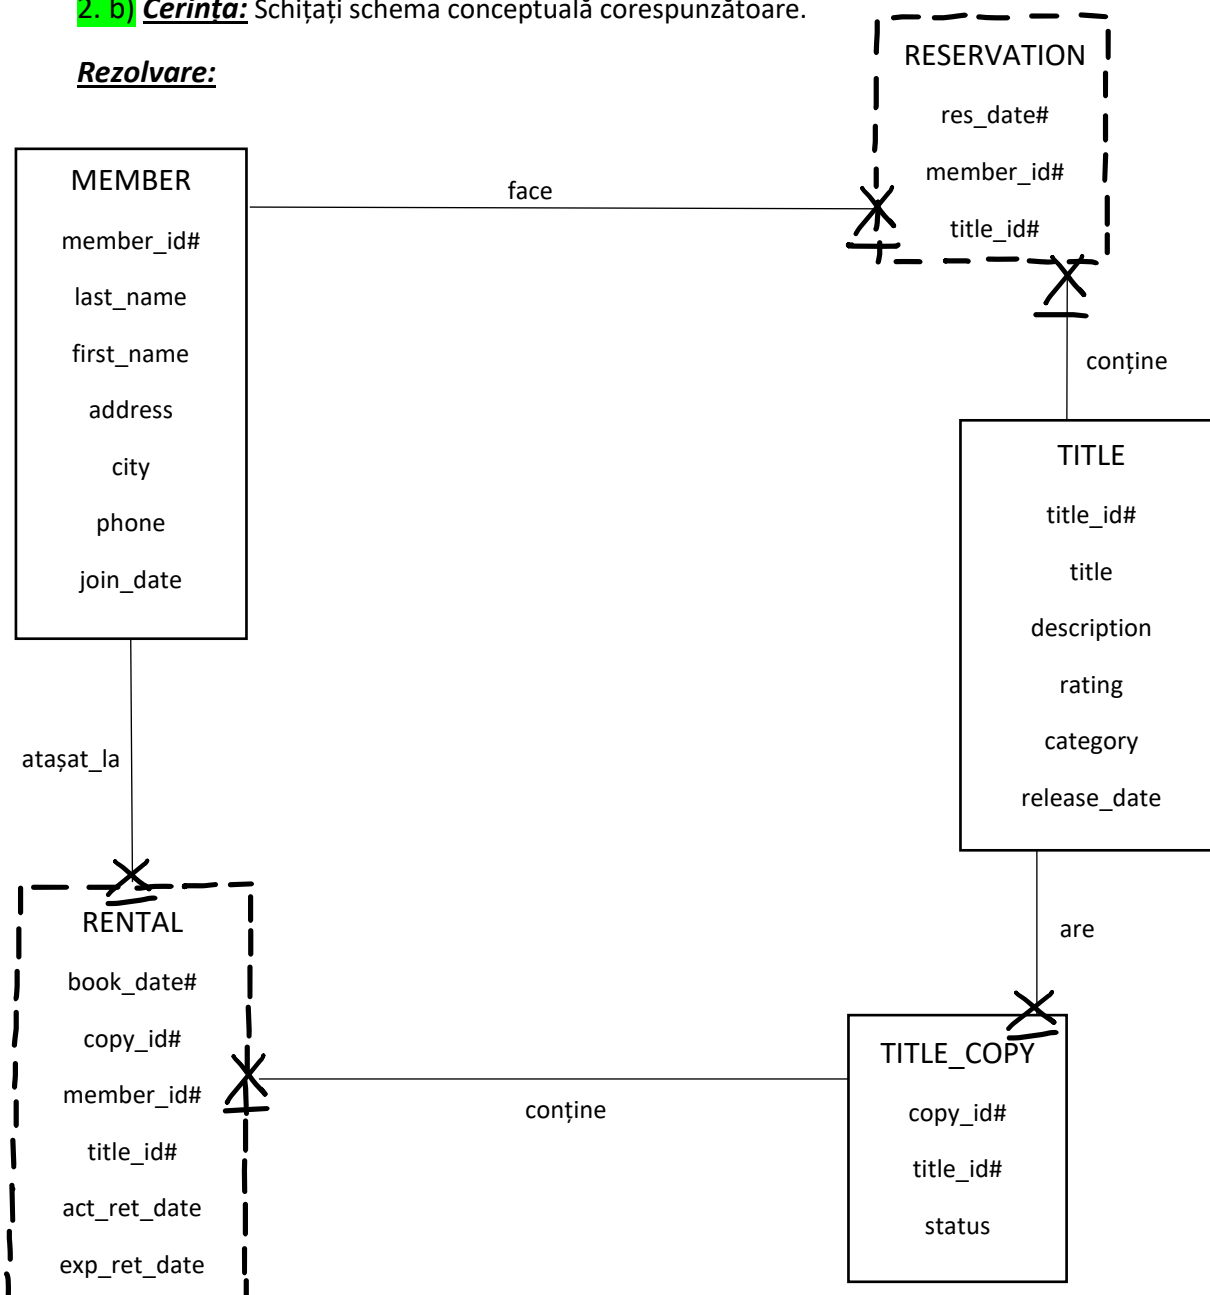 2. b) Cerința: Schițați schema conceptuală corespunzătoare.
Rezolvare:
RESERVATION
res_date#
member_id#
title_id#
MEMBER
member_id#
last_name
first_name
address
city
phone
join_date
face
conține
TITLE
title_id#
title
description
rating
category
release_date
atașat_la
are
RENTAL
book_date#
copy_id#
member_id#
title_id#
act_ret_date
exp_ret_date
conține
TITLE_COPY
copy_id#
title_id#
status